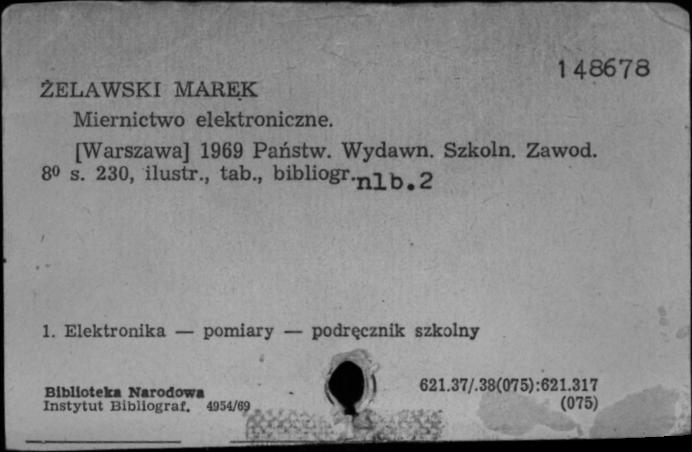 148678
ŻELAWSKI MAREK
Miernictwo elektroniczne.
[Warszawa] 1969 Państw. Wydawn. Szkoln. Zawod.
8⁰ s. 230, ilustr., tab., bibliogr. nlb.2
1. Elektronika — pomiary — podręcznik szkolny
Biblioteka Narodowa
Instytut Bibliograf. 4954/69
621.37/.38(075):621.317
(075)